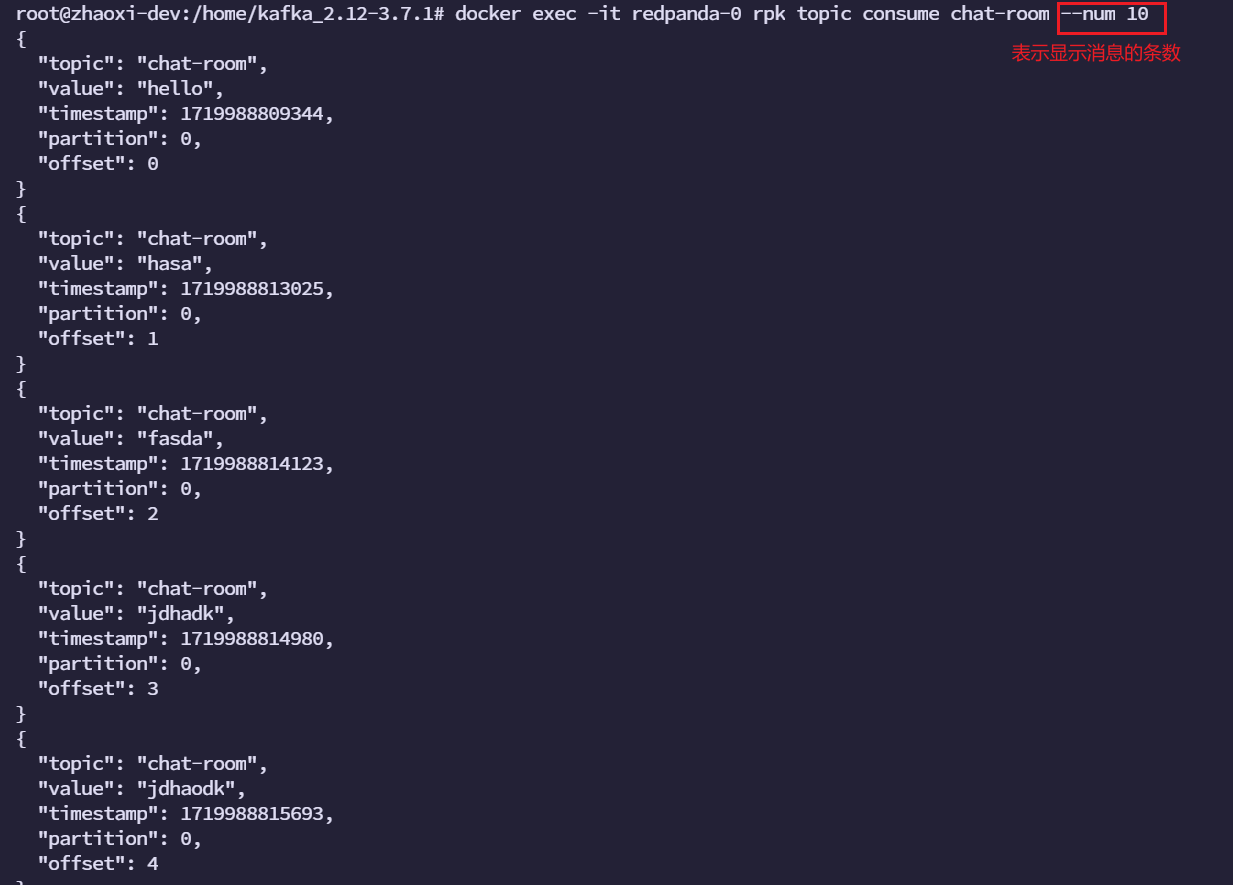 root@zhaoxi-dev:/home/kafka_2.12-3.7.1# docker exec -it redpanda-0 rpk topic consume chat-room --num 10
表示显示消息的条数
{
  "topic": "chat-room",
  "value": "hello",
  "timestamp": 1719988809344,
  "partition": 0,
  "offset": 0
}
{
  "topic": "chat-room",
  "value": "hasa",
  "timestamp": 1719988813025,
  "partition": 0,
  "offset": 1
}
{
  "topic": "chat-room",
  "value": "fasda",
  "timestamp": 1719988814123,
  "partition": 0,
  "offset": 2
}
{
  "topic": "chat-room",
  "value": "jdhadk",
  "timestamp": 1719988814980,
  "partition": 0,
  "offset": 3
}
{
  "topic": "chat-room",
  "value": "jdhaodk",
  "timestamp": 1719988815693,
  "partition": 0,
  "offset": 4
}